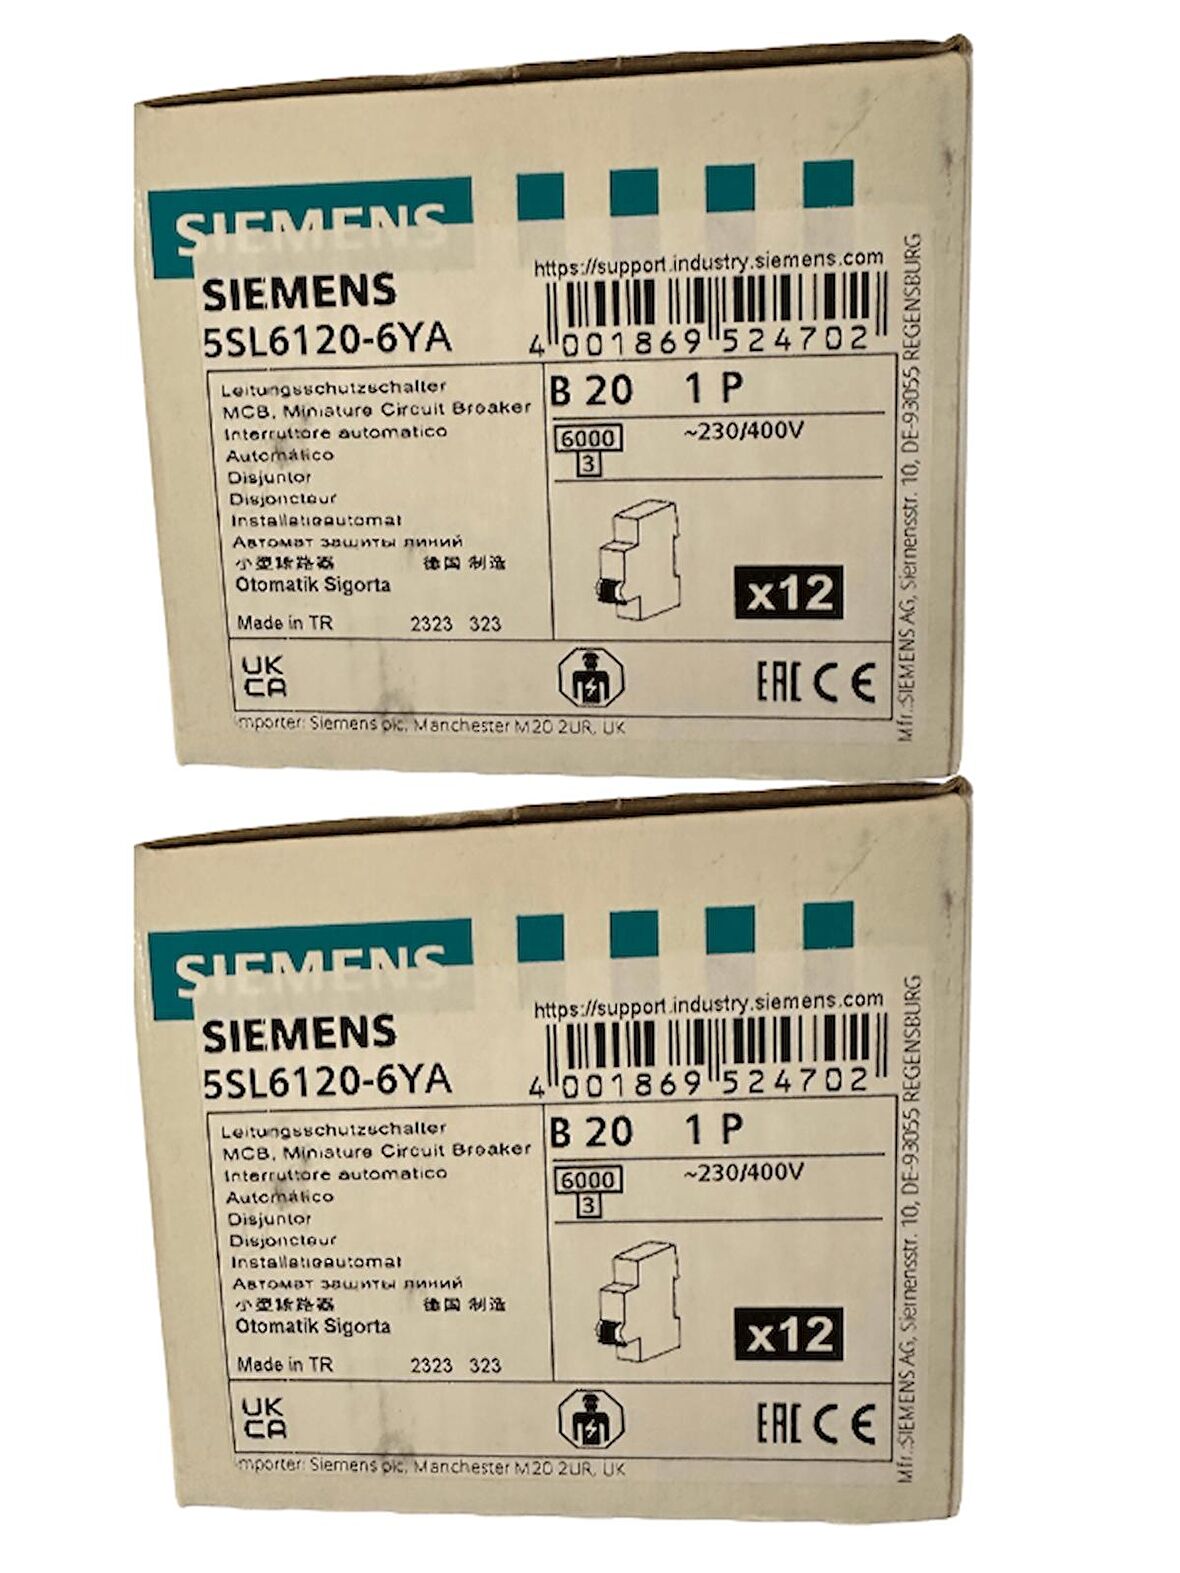 SIEMENS
SIEMENS
5SL6120-6YA
https://support.industry.siemens.com
4 001869 524702
Leitungsschutzschalter
MCB, Miniature Circuit Breaker
Interruttore automatico
Automático
Disjuntor
Disjoncteur
Installatieautomat
Автомат защиты линий
小型断路器 德国 制造
Otomatik Sigorta
Made in TR 2323 323
B 20 1 P
6000
3
~230/400V
x12
UK
CA
EAC CE
Importer: Siemens plc, Manchester M20 2UR, UK
Mfr.:SIEMENS AG, Siemensstr. 10, DE-93055 REGENSBURG
SIEMENS
SIEMENS
5SL6120-6YA
https://support.industry.siemens.com
4 001869 524702
Leitungsschutzschalter
MCB, Miniature Circuit Breaker
Interruttore automatico
Automático
Disjuntor
Disjoncteur
Installatieautomat
Автомат защиты линий
小型断路器 德国 制造
Otomatik Sigorta
Made in TR 2323 323
B 20 1 P
6000
3
~230/400V
x12
UK
CA
EAC CE
Importer: Siemens plc, Manchester M20 2UR, UK
Mfr.:SIEMENS AG, Siemensstr. 10, DE-93055 REGENSBURG